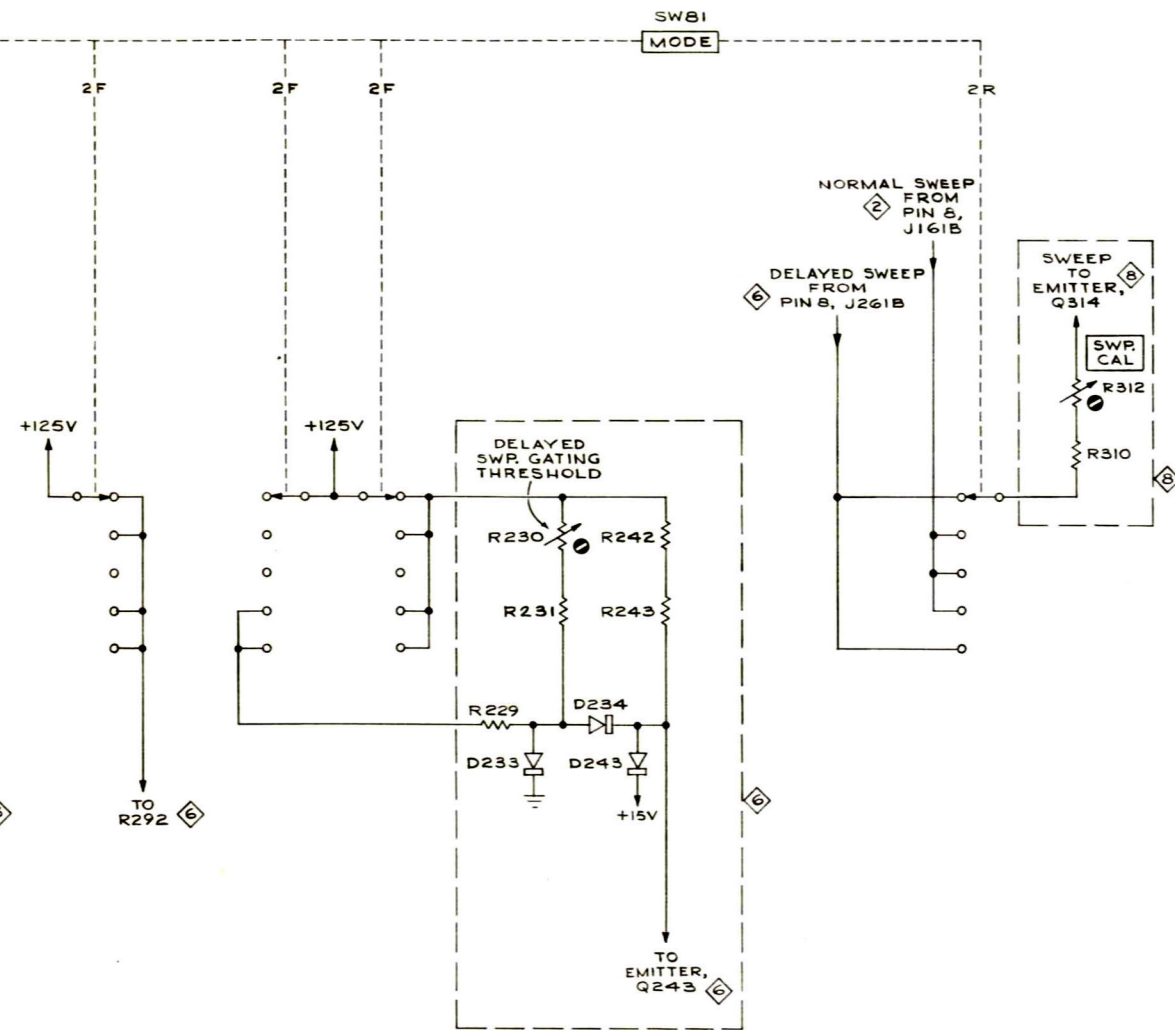 SW81
MODE
2F
2F
2F
2R
NORMAL SWEEP
FROM
2
PIN 8,
J161B
DELAYED SWEEP
6
FROM
PIN 8, J261B
SWEEP
TO
8
EMITTER,
Q314
SWP.
CAL
R312
R310
8
+125V
+125V
DELAYED
SWP. GATING
THRESHOLD
R230
R242
R231
R243
R229
D234
D233
D243
+15V
6
TO
R292
6
TO
EMITTER,
Q243
6